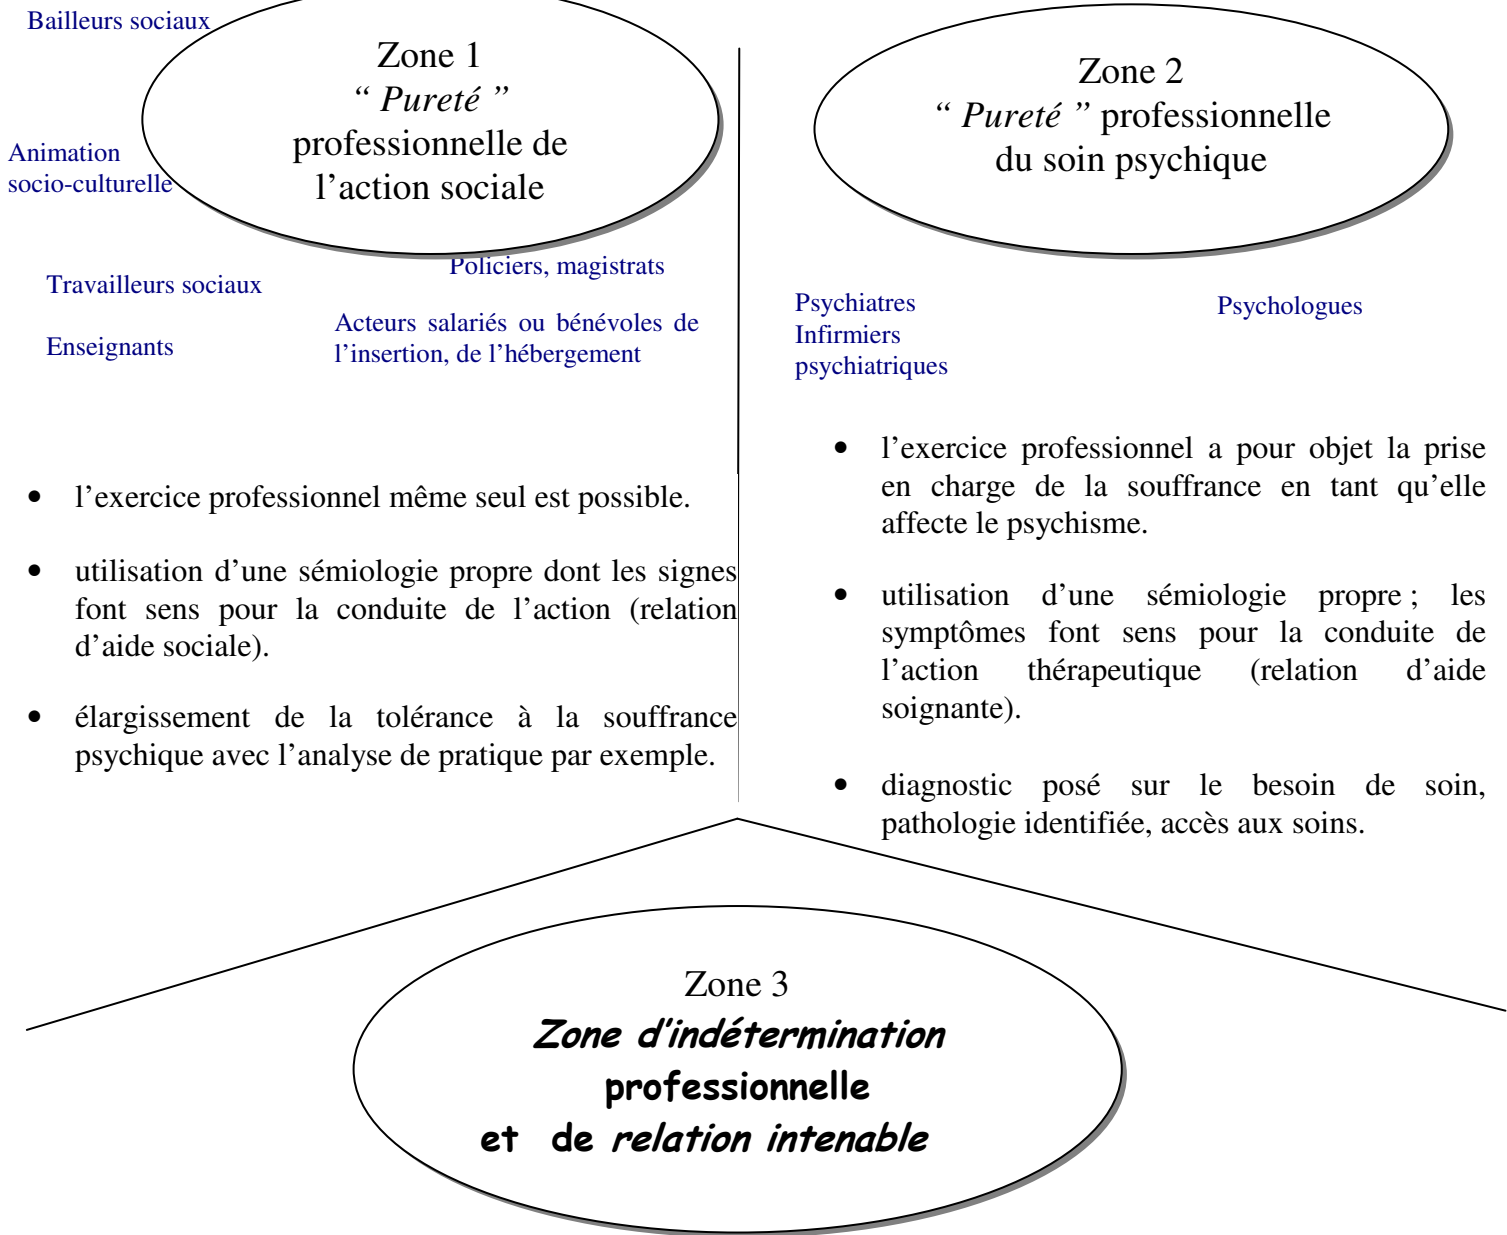 Bailleurs sociaux
Zone 1
“ Pureté ”
professionnelle de
l’action sociale
Animation
socio-culturelle
Policiers, magistrats
Travailleurs sociaux
Acteurs salariés ou bénévoles de
l’insertion, de l’hébergement
Enseignants
Zone 2
“ Pureté ” professionnelle
du soin psychique
Psychiatres
Infirmiers
psychiatriques
Psychologues
• l’exercice professionnel même seul est possible.
• utilisation d’une sémiologie propre dont les signes
font sens pour la conduite de l’action (relation
d’aide sociale).
• élargissement de la tolérance à la souffrance
psychique avec l’analyse de pratique par exemple.
• l’exercice professionnel a pour objet la prise
en charge de la souffrance en tant qu’elle
affecte le psychisme.
• utilisation d’une sémiologie propre ; les
symptômes font sens pour la conduite de
l’action thérapeutique (relation d’aide
soignante).
• diagnostic posé sur le besoin de soin,
pathologie identifiée, accès aux soins.
Zone 3
Zone d’indétermination
professionnelle
et de relation intenable